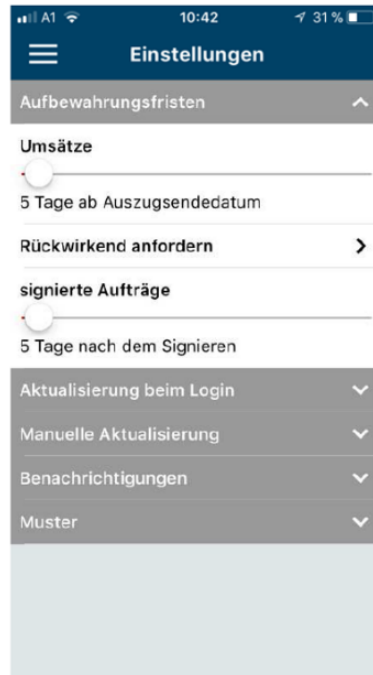 A1 10:42 31 %
Einstellungen
Aufbewahrungsfristen
Umsätze
5 Tage ab Auszugsendedatum
Rückwirkend anfordern
signierte Aufträge
5 Tage nach dem Signieren
Aktualisierung beim Login
Manuelle Aktualisierung
Benachrichtigungen
Muster